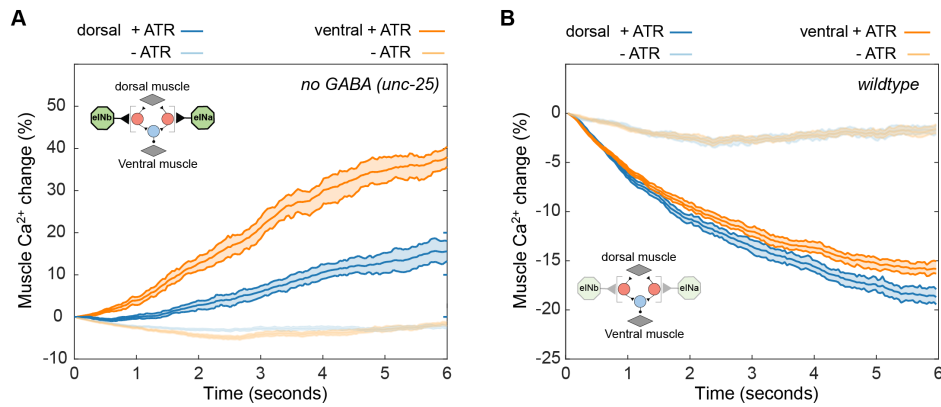 A
dorsal + ATR
- ATR
ventral + ATR
- ATR
no GABA (unc-25)
dorsal muscle
eINb
eINa
Ventral muscle
Muscle Ca2+ change (%)
50
40
30
20
10
0
-10
0 1 2 3 4 5 6
Time (seconds)
B
dorsal + ATR
- ATR
ventral + ATR
- ATR
wildtype
dorsal muscle
eINb
eINa
Ventral muscle
Muscle Ca2+ change (%)
0
-5
-10
-15
-20
-25
0 1 2 3 4 5 6
Time (seconds)